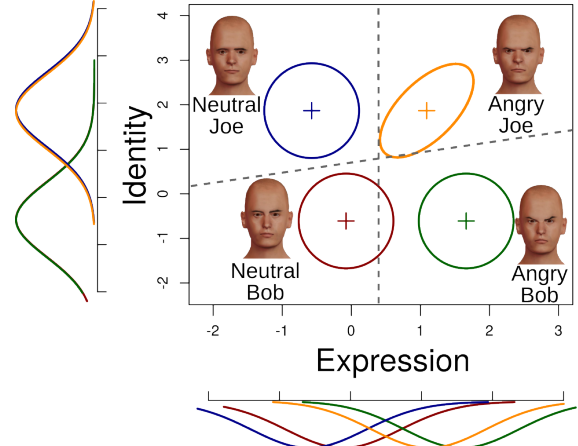 Neutral
Joe
Angry
Joe
Neutral
Bob
Angry
Bob
Identity
4
3
2
1
0
-1
-2
-2
-1
0
1
2
3
Expression